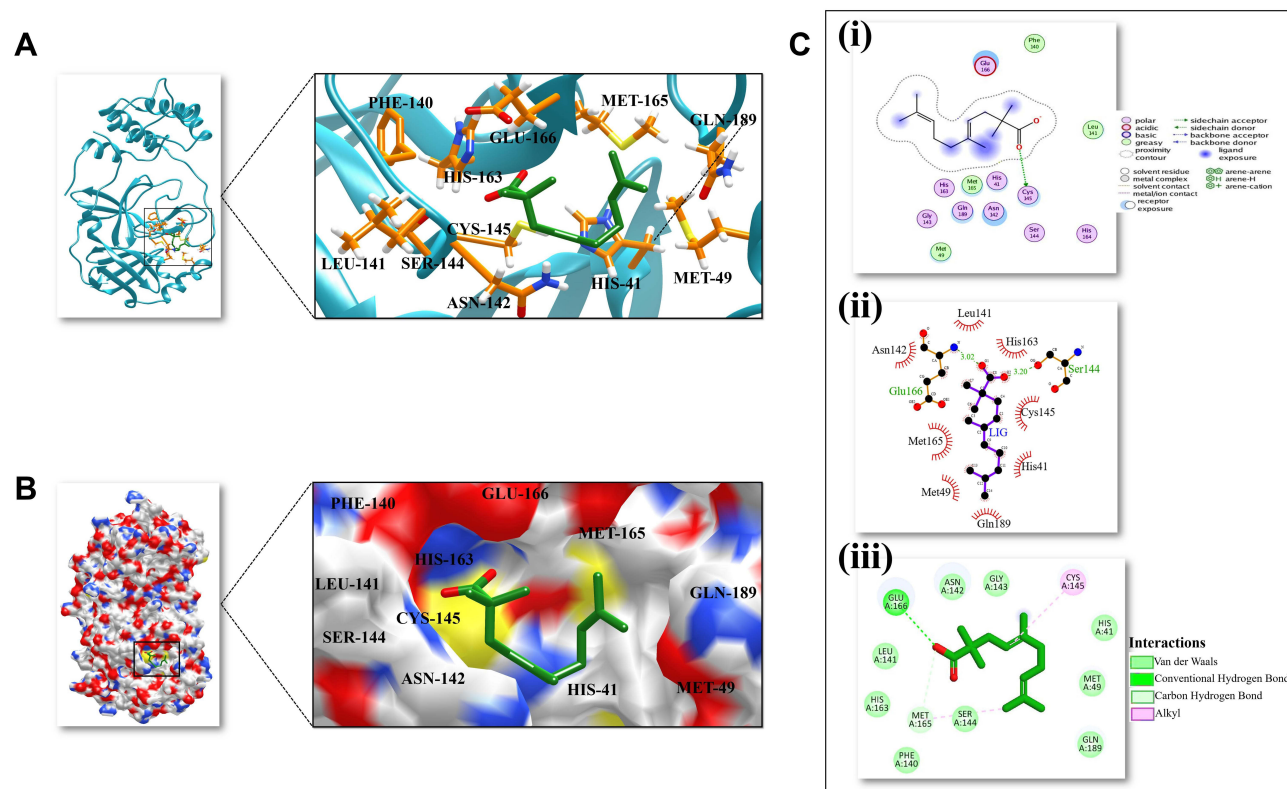 A
PHE-140
MET-165
GLU-166
GLN-189
HIS-163
CYS-145
LEU-141
SER-144
HIS-41
MET-49
ASN-142
B
PHE-140
GLU-166
MET-165
HIS-163
LEU-141
GLN-189
CYS-145
SER-144
ASN-142
HIS-41
MET-49
C
(i)
Phe
140
Glu
166
Leu
141
His
163
Met
165
His
41
Cys
145
Gly
143
Gln
189
Asn
142
Ser
144
His
164
Met
49
polar
acidic
basic
greasy
proximity
contour
sidechain acceptor
sidechain donor
backbone acceptor
backbone donor
ligand
exposure
solvent residue
metal complex
solvent contact
metal/ion contact
receptor
exposure
arene-arene
arene-H
arene-cation
(ii)
Leu141
Asn142
His163
3.02
3.20
Ser144
Glu166
Cys145
LIG
Met165
His41
Met49
Gln189
(iii)
GLU
A:166
ASN
A:142
GLY
A:143
CYS
A:145
HIS
A:41
LEU
A:141
MET
A:49
HIS
A:163
MET
A:165
SER
A:144
GLN
A:189
PHE
A:140
Interactions
Van der Waals
Conventional Hydrogen Bond
Carbon Hydrogen Bond
Alkyl